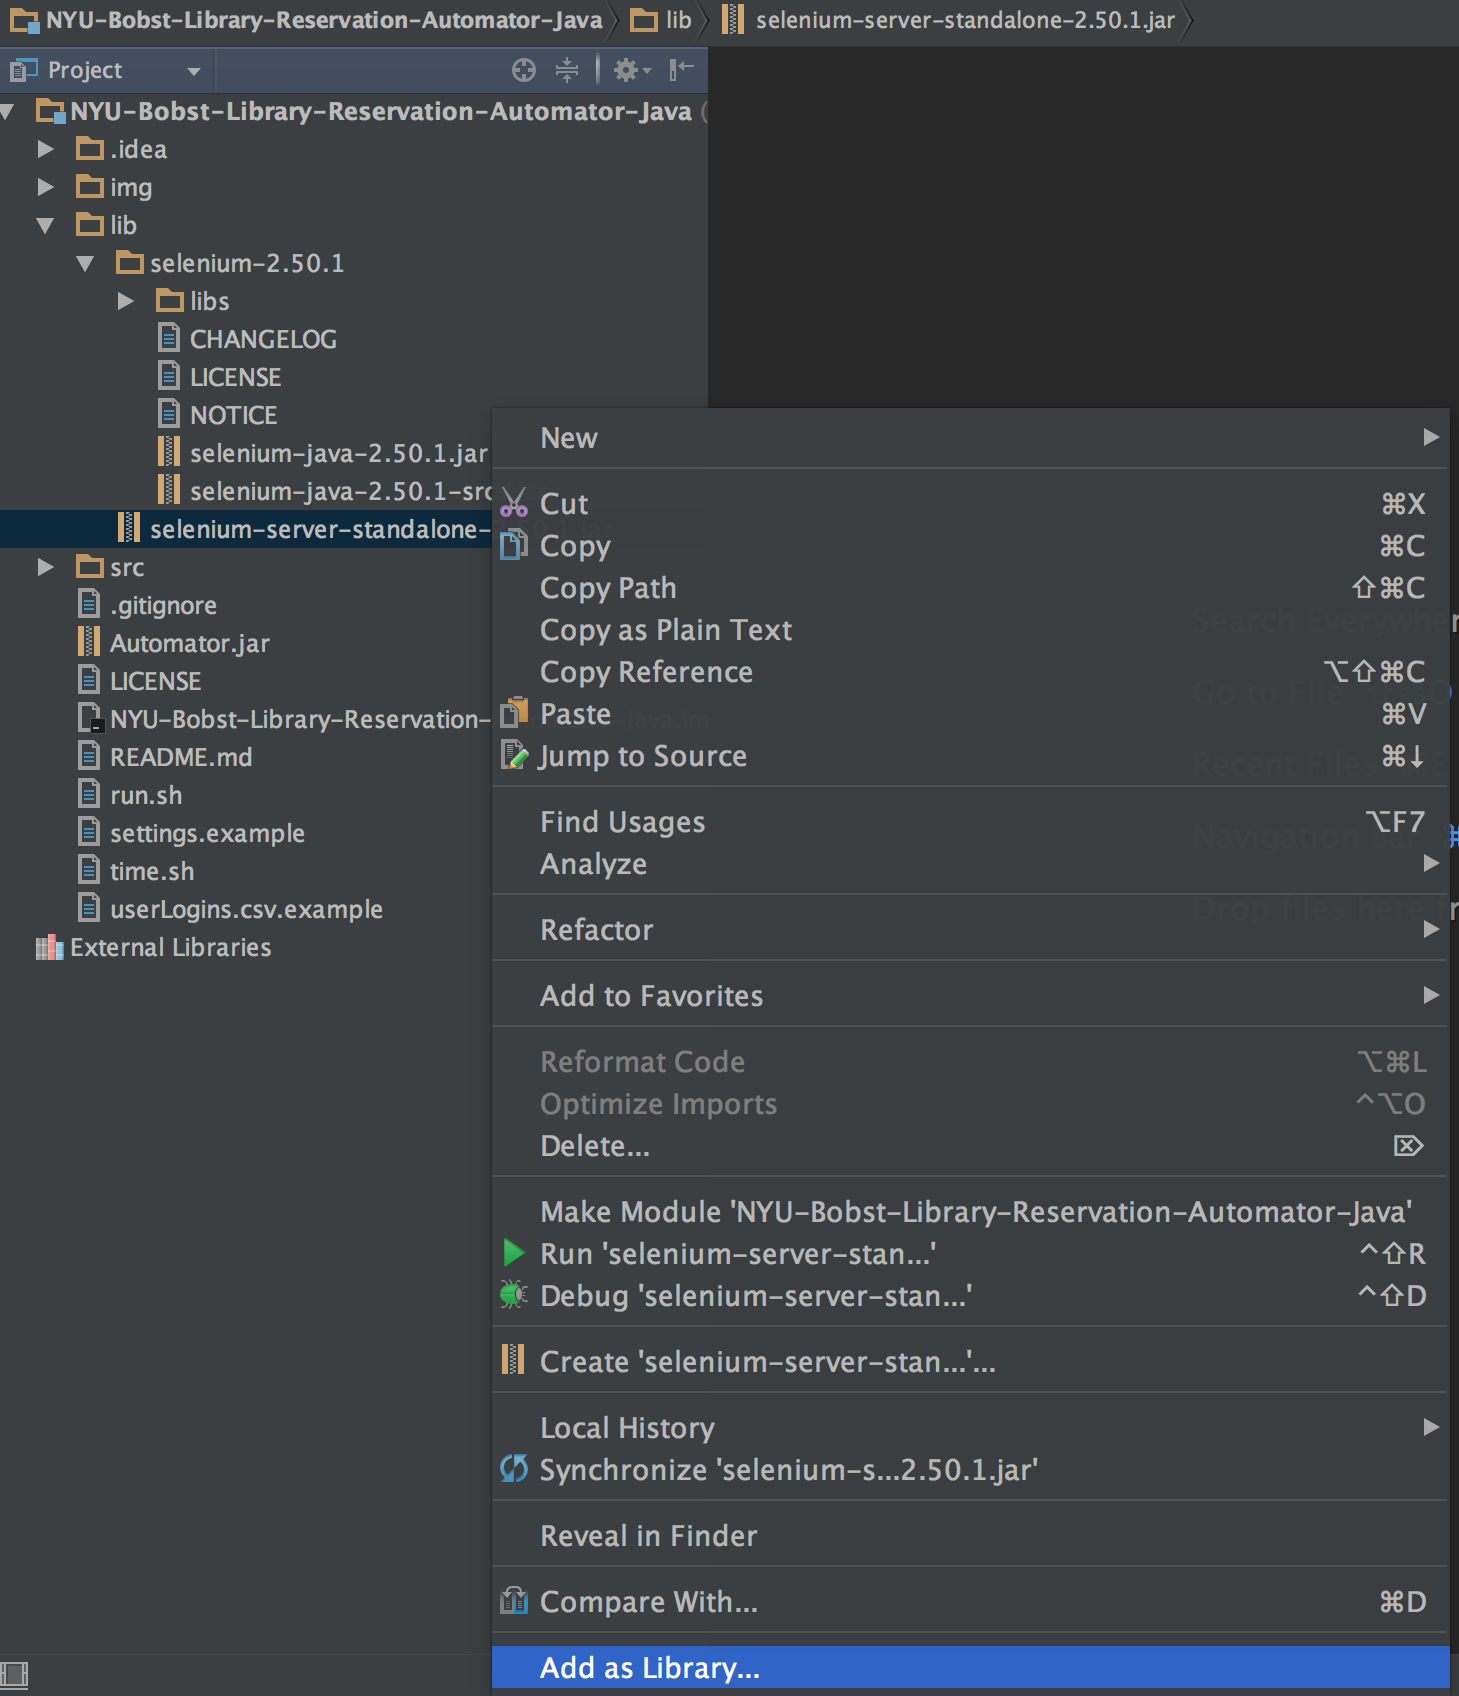 NYU-Bobst-Library-Reservation-Automator-Java lib selenium-server-standalone-2.50.1.jar
Project
NYU-Bobst-Library-Reservation-Automator-Java (
.idea
img
lib
selenium-2.50.1
libs
CHANGELOG
LICENSE
NOTICE
selenium-java-2.50.1.jar
selenium-java-2.50.1-src
selenium-server-standalone-
src
.gitignore
Automator.jar
LICENSE
NYU-Bobst-Library-Reservation-
README.md
run.sh
settings.example
time.sh
userLogins.csv.example
External Libraries
New
Cut ⌘X
Copy ⌘C
Copy Path ⇧⌘C
Copy as Plain Text
Copy Reference ⌥⇧⌘C
Paste ⌘V
Jump to Source ⌘↓
Find Usages ⌥F7
Analyze
Refactor
Add to Favorites
Reformat Code ⌥⌘L
Optimize Imports ^⌥O
Delete... ⌦
Make Module 'NYU-Bobst-Library-Reservation-Automator-Java'
Run 'selenium-server-stan...' ^⇧R
Debug 'selenium-server-stan...' ^⇧D
Create 'selenium-server-stan...'...
Local History
Synchronize 'selenium-s...2.50.1.jar'
Reveal in Finder
Compare With... ⌘D
Add as Library...
Search Everywher
Go to File
Recent Files
Navigation bar ⌘
Drop files here fr